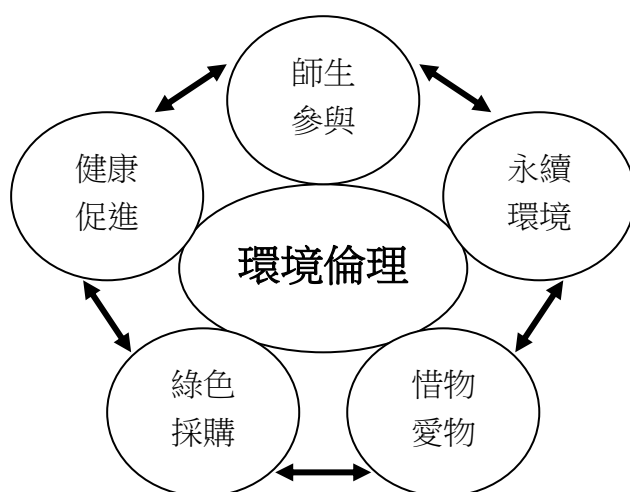 師生
參與
健康
促進
永續
環境
環境倫理
綠色
採購
惜物
愛物